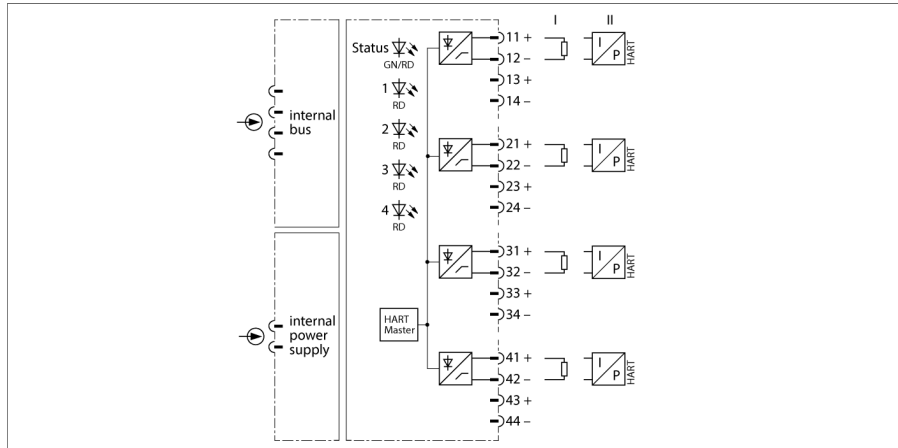 I II
Status
GN/RD
1
RD
2
RD
3
RD
4
RD
internal
bus
internal
power
supply
HART
Master
11 +
12 –
13 +
14 –
I
P
HART
21 +
22 –
23 +
24 –
I
P
HART
31 +
32 –
33 +
34 –
I
P
HART
41 +
42 –
43 +
44 –
I
P
HART